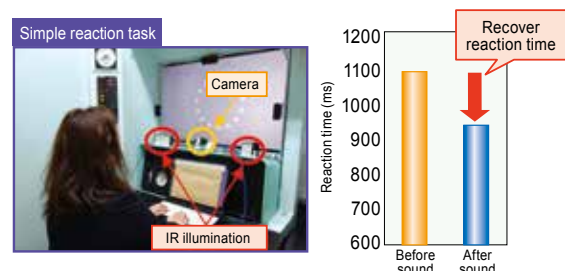 Simple reaction task
Camera
IR illumination
Recover
reaction time
Reaction time (ms)
1200
1100
1000
900
800
700
600
Before
sound
After
sound